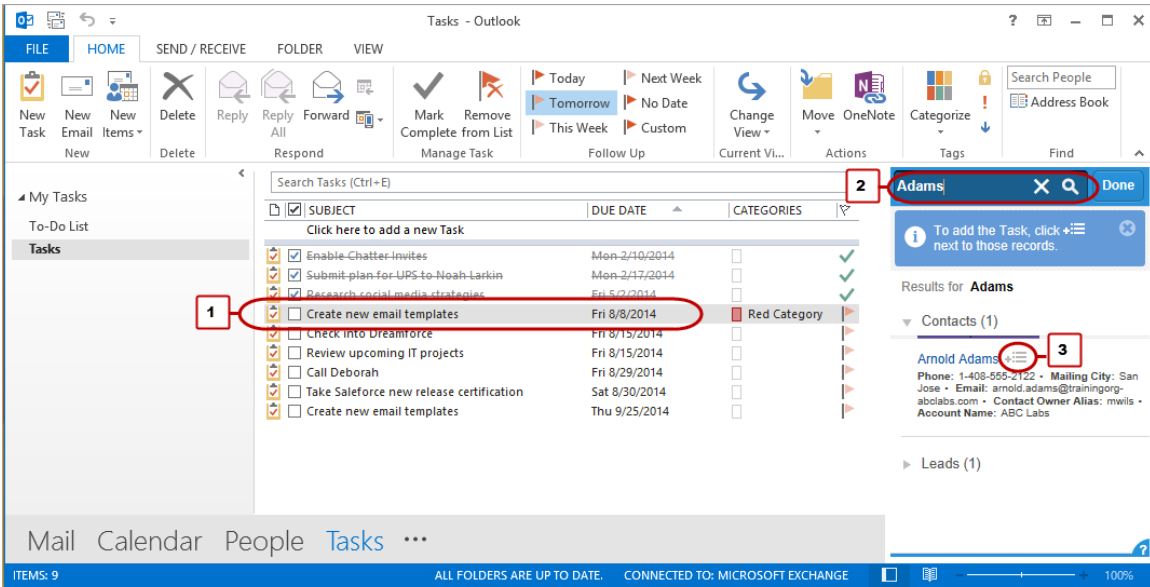 Tasks - Outlook
FILE HOME SEND / RECEIVE FOLDER VIEW
New Task
New Email
New Items
New
Delete
Delete
Reply
Reply All
Forward
Respond
Mark Complete
Remove from List
Manage Task
Today
Tomorrow
This Week
Next Week
No Date
Custom
Follow Up
Change View
Current Vi...
Move
OneNote
Actions
Categorize
Tags
Search People
Address Book
Find
My Tasks
To-Do List
Tasks
Search Tasks (Ctrl+E)
SUBJECT DUE DATE CATEGORIES
Click here to add a new Task
Enable Chatter Invites Mon 2/10/2014
Submit plan for UPS to Noah Larkin Mon 2/17/2014
Research social media strategies Fri 5/2/2014
1
Create new email templates Fri 8/8/2014 Red Category
Check into Dreamforce Fri 8/15/2014
Review upcoming IT projects Fri 8/15/2014
Call Deborah Fri 8/29/2014
Take Saleforce new release certification Sat 8/30/2014
Create new email templates Thu 9/25/2014
2
Adams
Done
To add the Task, click
next to those records.
Results for Adams
Contacts (1)
Arnold Adams
3
Phone: 1-408-555-2122 • Mailing City: San
Jose • Email: arnold.adams@trainingorg-
abclabs.com • Contact Owner Alias: mwils •
Account Name: ABC Labs
Leads (1)
Mail Calendar People Tasks •••
ITEMS: 9 ALL FOLDERS ARE UP TO DATE. CONNECTED TO: MICROSOFT EXCHANGE 100%